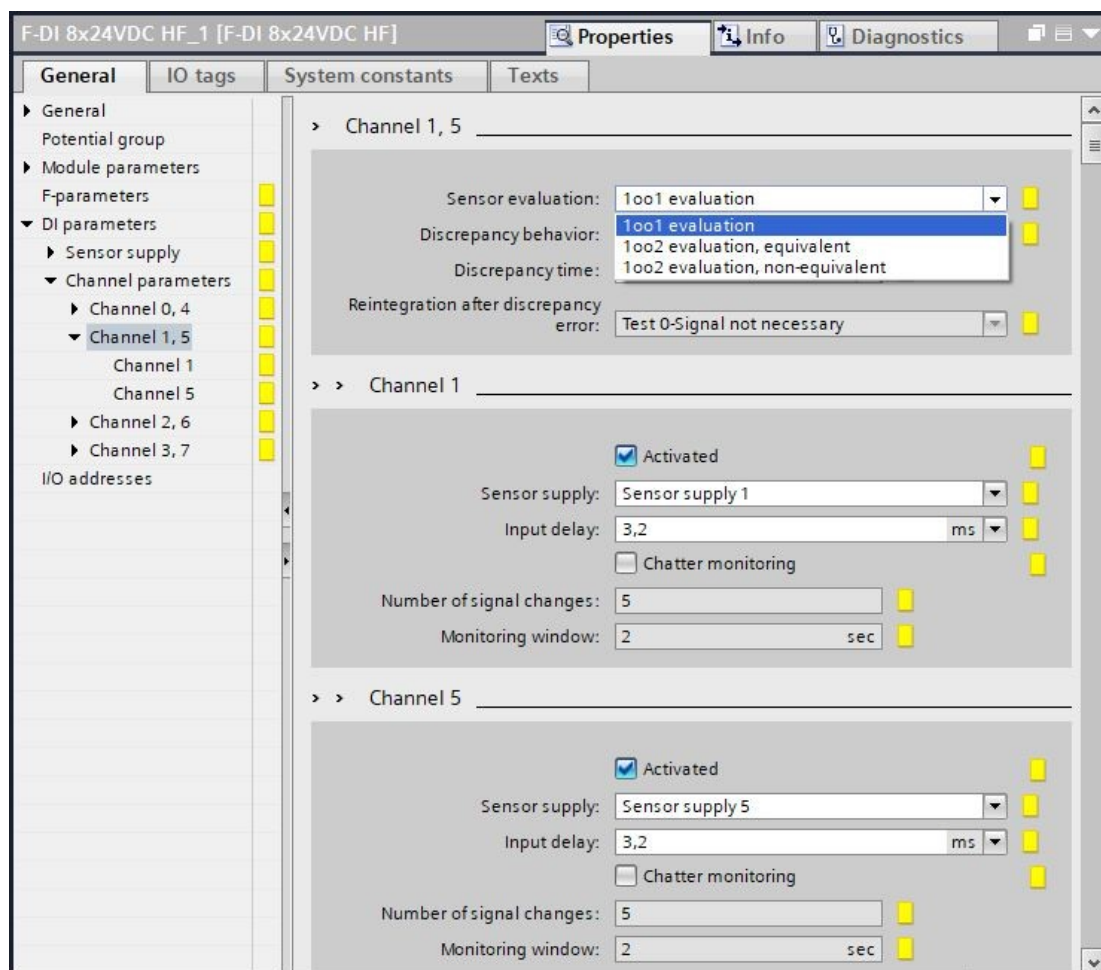 F-DI 8x24VDC HF_1 [F-DI 8x24VDC HF]
Properties
Info
Diagnostics
General
IO tags
System constants
Texts
General
Potential group
Module parameters
F-parameters
DI parameters
Sensor supply
Channel parameters
Channel 0, 4
Channel 1, 5
Channel 1
Channel 5
Channel 2, 6
Channel 3, 7
I/O addresses
Channel 1, 5
Sensor evaluation: 1oo1 evaluation
1oo1 evaluation
Discrepancy behavior:
1oo2 evaluation, equivalent
1oo2 evaluation, non-equivalent
Discrepancy time:
Reintegration after discrepancy
error: Test 0-Signal not necessary
Channel 1
Activated
Sensor supply: Sensor supply 1
Input delay: 3,2 ms
Chatter monitoring
Number of signal changes: 5
Monitoring window: 2 sec
Channel 5
Activated
Sensor supply: Sensor supply 5
Input delay: 3,2 ms
Chatter monitoring
Number of signal changes: 5
Monitoring window: 2 sec